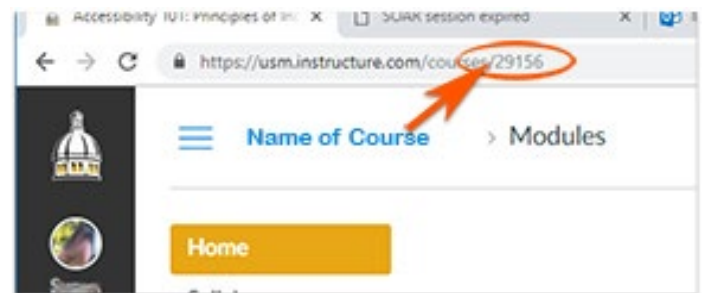 Accessibility 101: Principles of In X SOAR session expired X
https://usm.instructure.com/courses/29156
Name of Course > Modules
Home